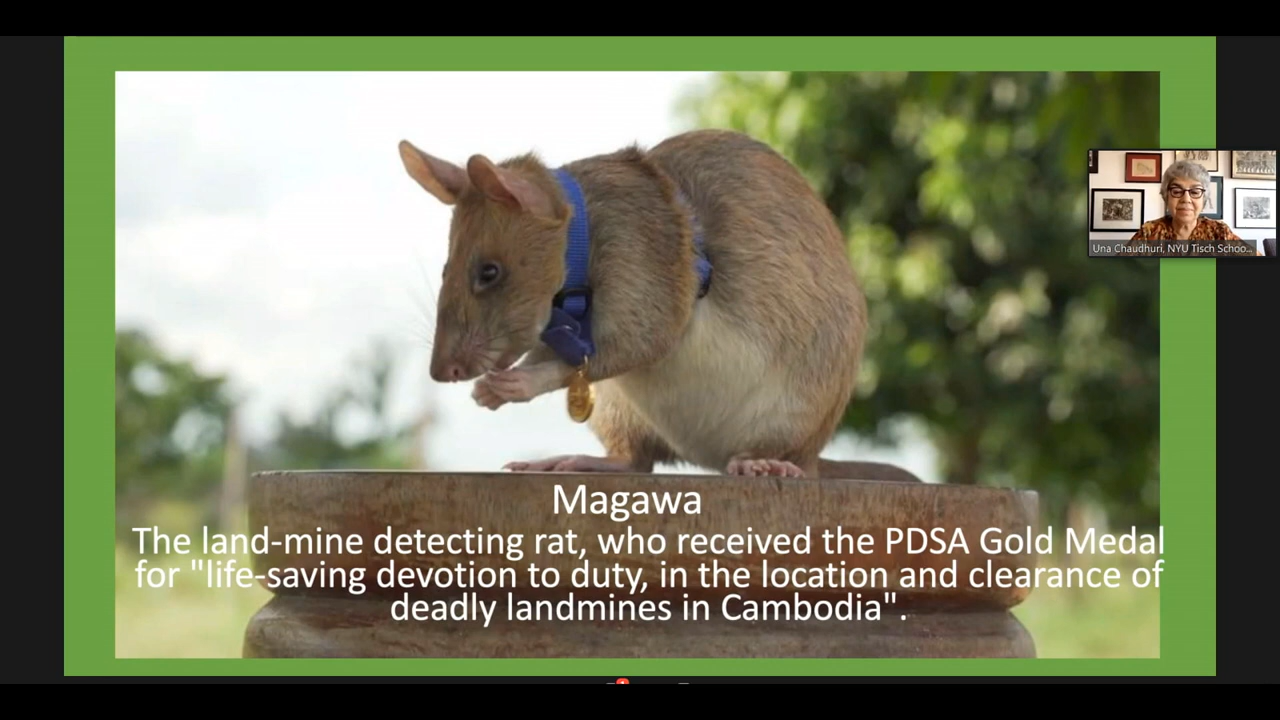 Una Chaudhuri, NYU Tisch Schoo...
Magawa
The land-mine detecting rat, who received the PDSA Gold Medal
for "life-saving devotion to duty, in the location and clearance of
deadly landmines in Cambodia".